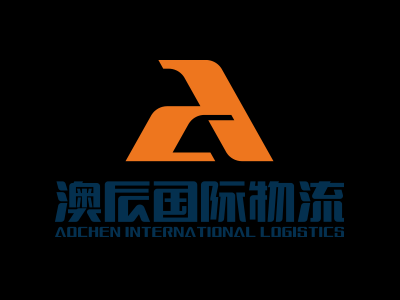 澳辰国际物流
AOCHEN INTERNATIONAL LOGISTICS